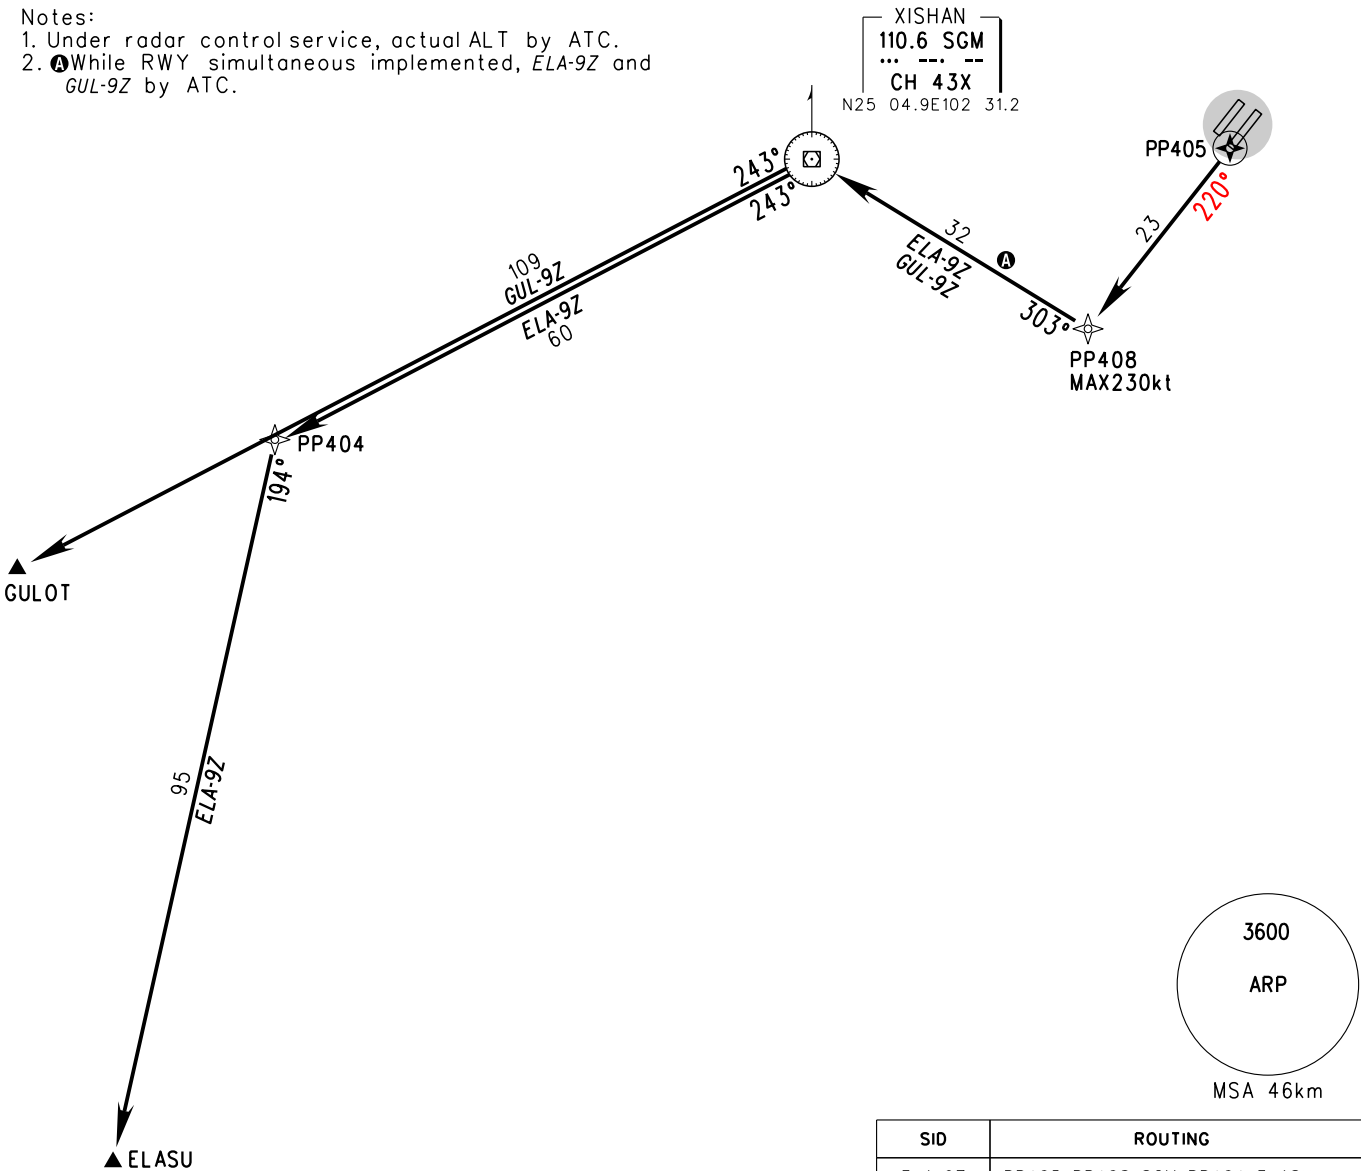 Notes:
1. Under radar control service, actual ALT by ATC.
2. A While RWY simultaneous implemented, ELA-9Z and
GUL-9Z by ATC.
XISHAN
110.6 SGM
CH 43X
N25 04.9E102 31.2
PP405
220°
23
243°
243°
32
ELA-9Z
GUL-9Z
A
303°
PP408
MAX230kt
109
GUL-9Z
ELA-9Z
60
PP404
194°
GULOT
95
ELA-9Z
ELASU
3600
ARP
MSA 46km
SID ROUTING